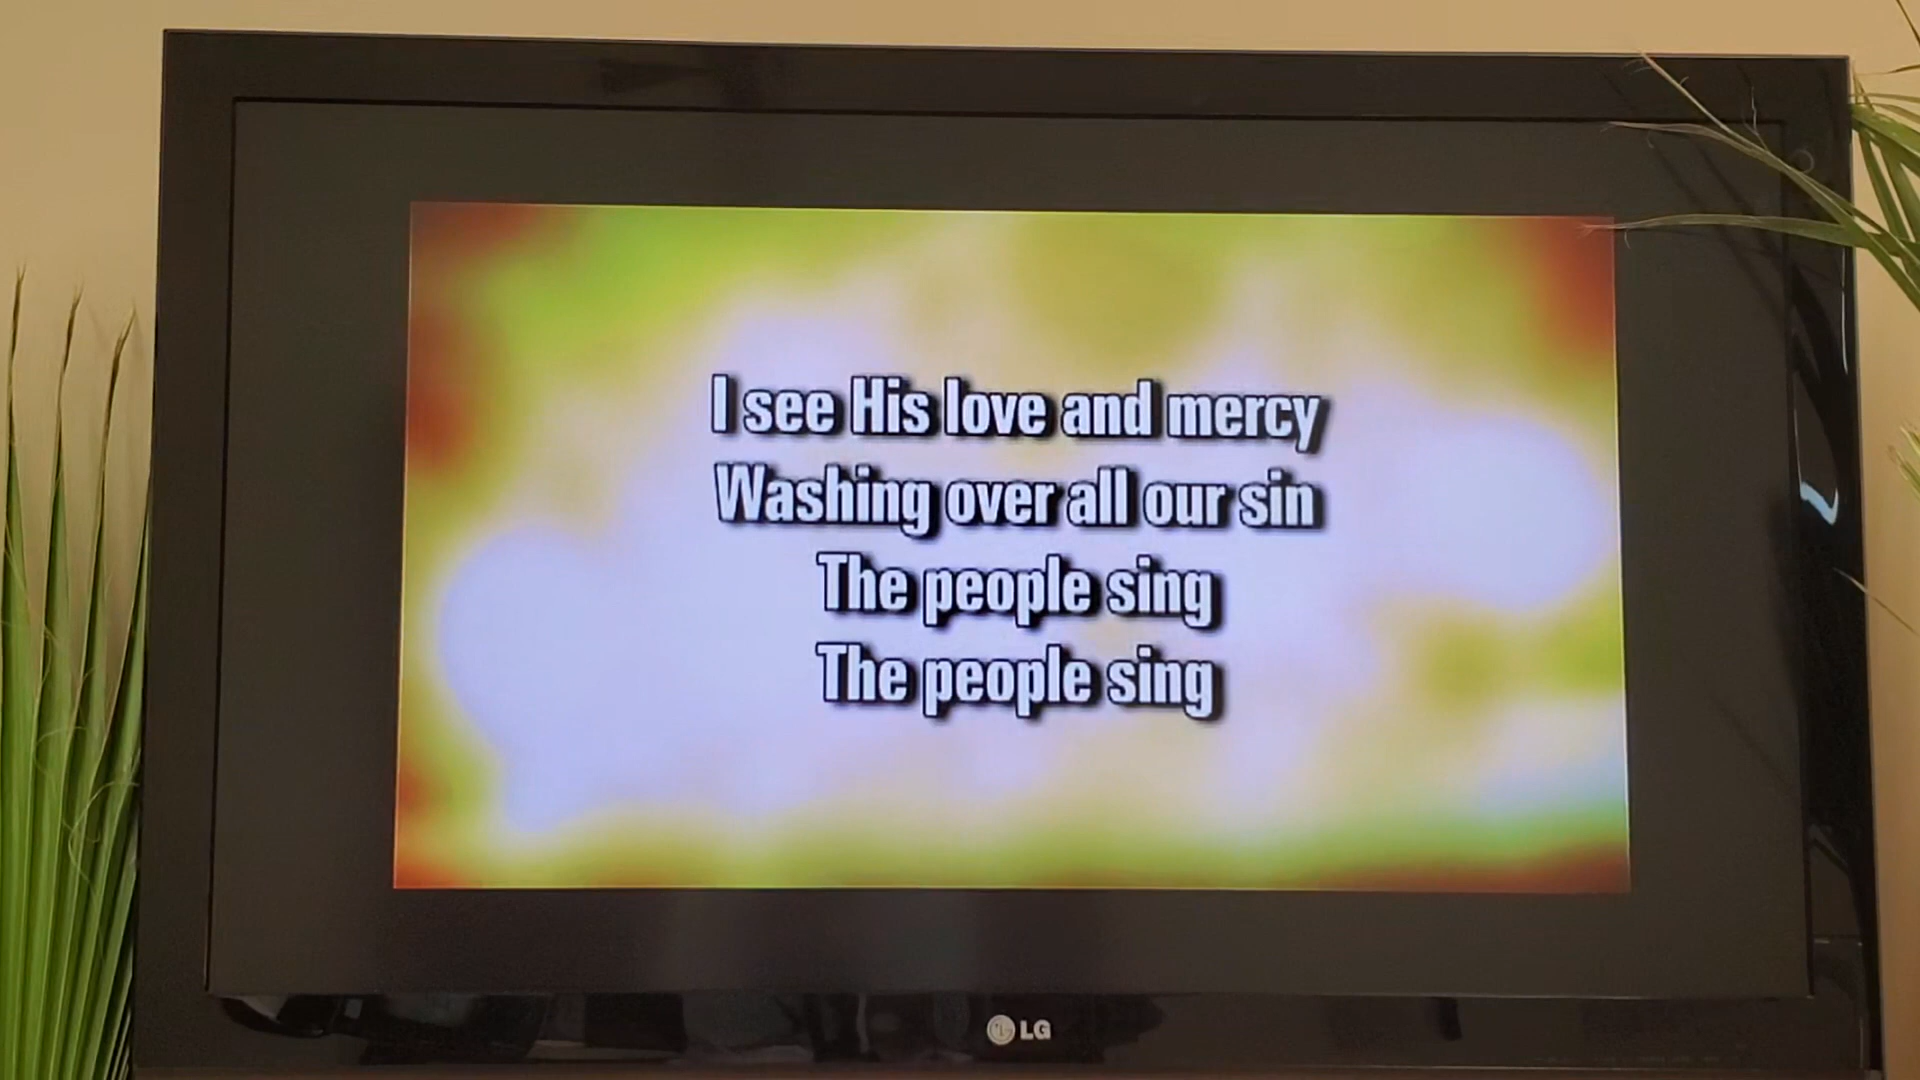 I see His love and mercy
Washing over all our sin
The people sing
The people sing
LG